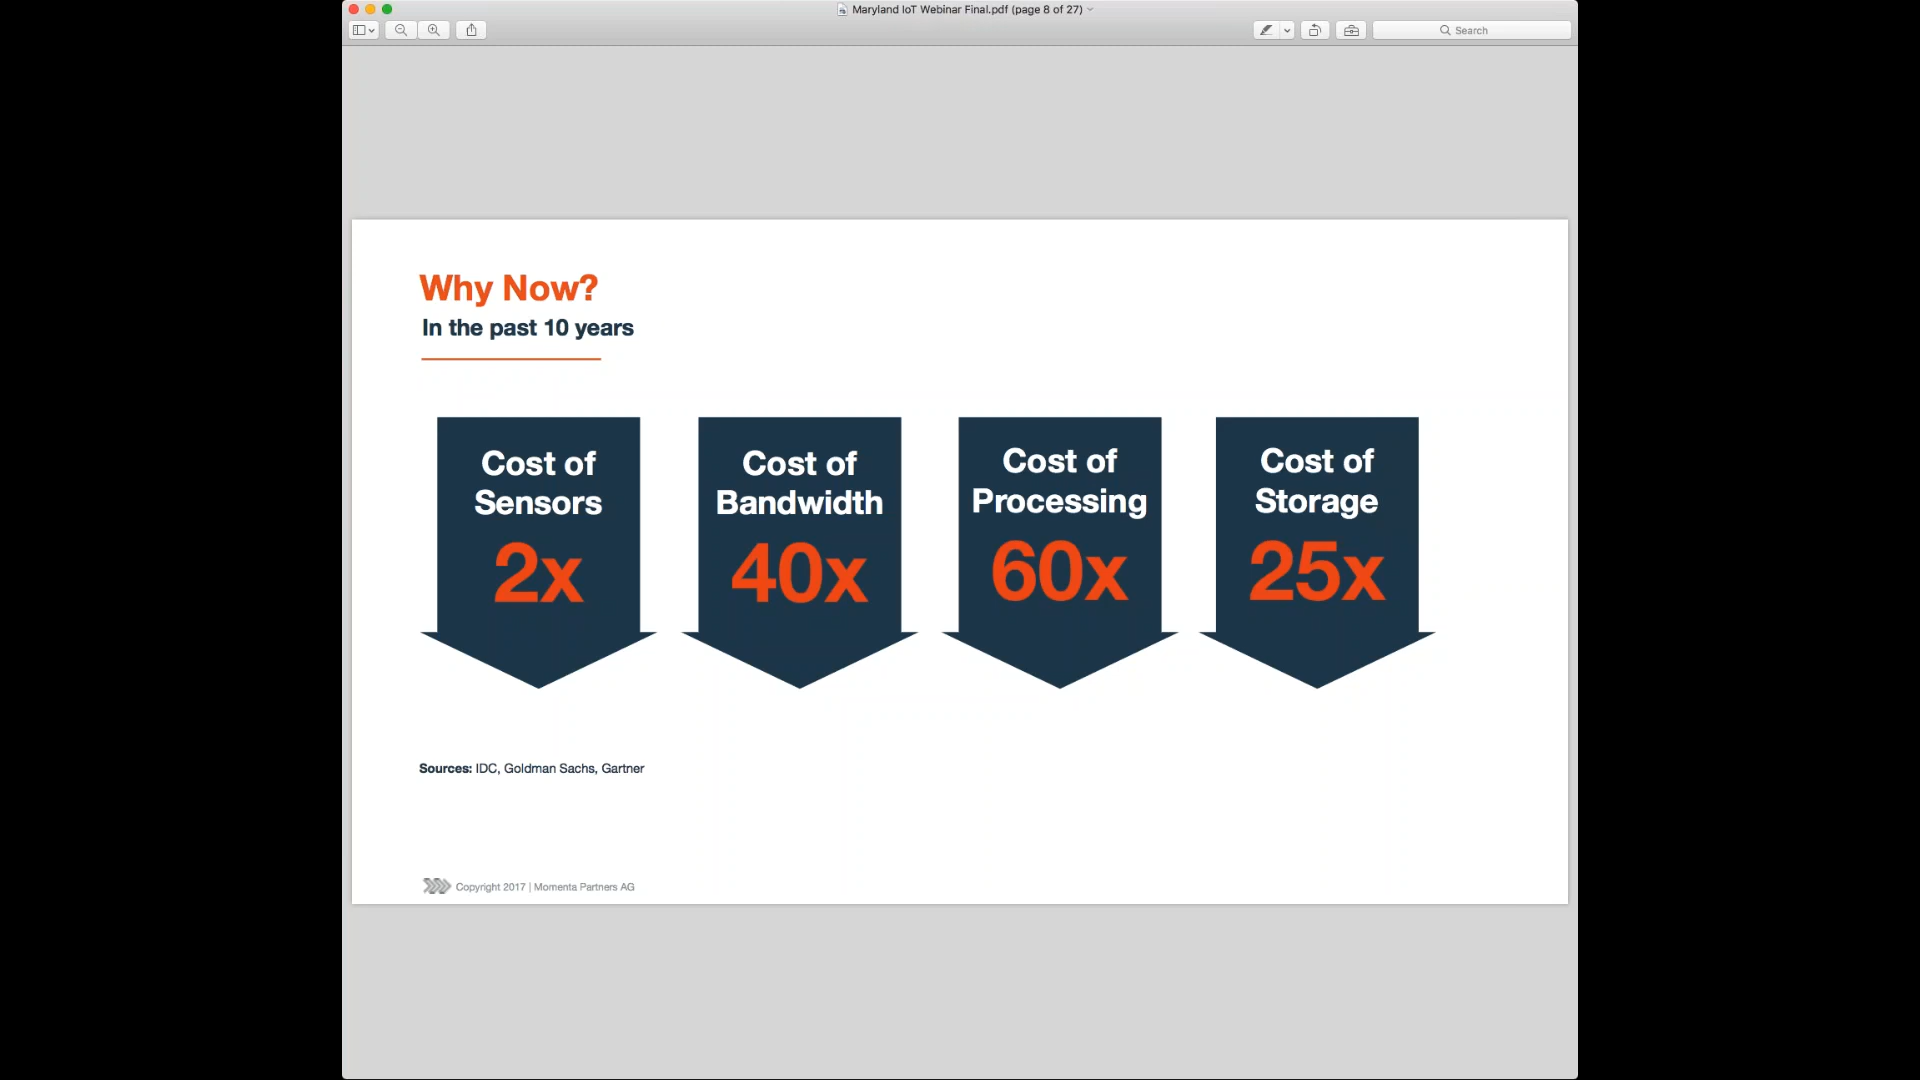 Maryland IoT Webinar Final.pdf (page 8 of 27)
Search
Why Now?
In the past 10 years
Cost of
Sensors
2x
Cost of
Bandwidth
40x
Cost of
Processing
60x
Cost of
Storage
25x
Sources: IDC, Goldman Sachs, Gartner
Copyright 2017 | Momenta Partners AG